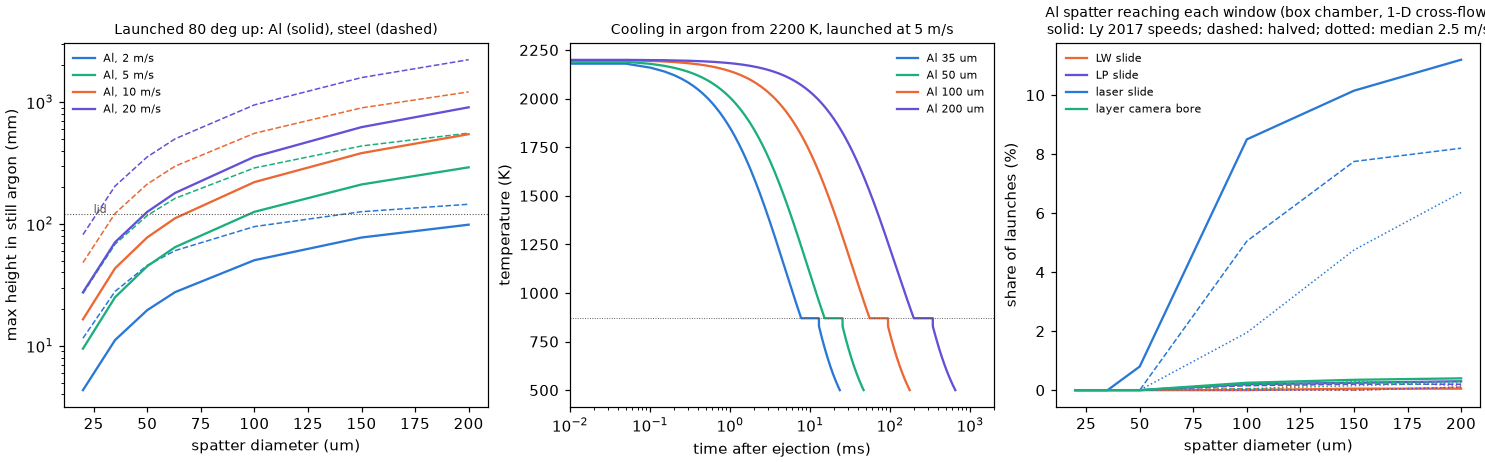 Launched 80 deg up: Al (solid), steel (dashed)
max height in still argon (mm)
10³
10²
10¹
Al, 2 m/s
Al, 5 m/s
Al, 10 m/s
Al, 20 m/s
lid
25 50 75 100 125 150 175 200
spatter diameter (um)
Cooling in argon from 2200 K, launched at 5 m/s
temperature (K)
2250
2000
1750
1500
1250
1000
750
500
Al 35 um
Al 50 um
Al 100 um
Al 200 um
10⁻² 10⁻¹ 10⁰ 10¹ 10² 10³
time after ejection (ms)
Al spatter reaching each window (box chamber, 1-D cross-flow
solid: Ly 2017 speeds; dashed: halved; dotted: median 2.5 m/s
share of launches (%)
10
8
6
4
2
0
LW slide
LP slide
laser slide
layer camera bore
25 50 75 100 125 150 175 200
spatter diameter (um)